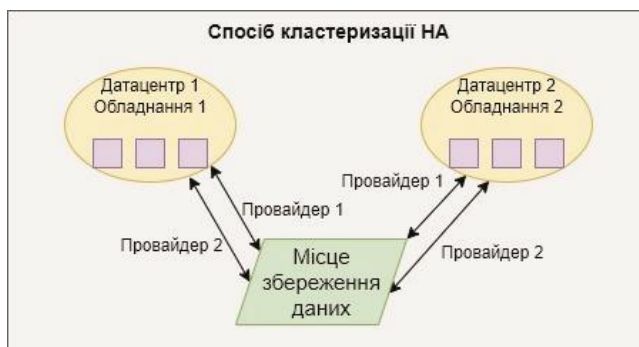 Спосіб кластеризації НА
Датацентр 1
Обладнання 1
Датацентр 2
Обладнання 2
Провайдер 1
Провайдер 1
Провайдер 2
Провайдер 2
Місце
збереження
даних